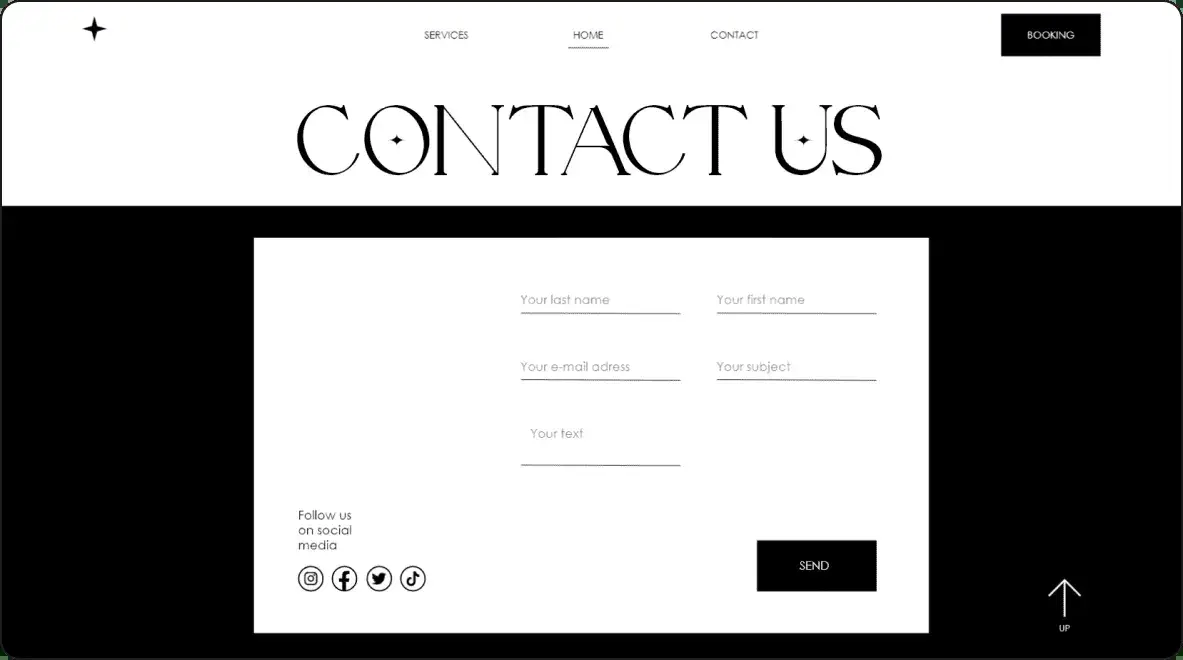 SERVICES
HOME
CONTACT
BOOKING
CONTACT US
Your last name
Your first name
Your e-mail adress
Your subject
Your text
Follow us
on social
media
SEND
UP